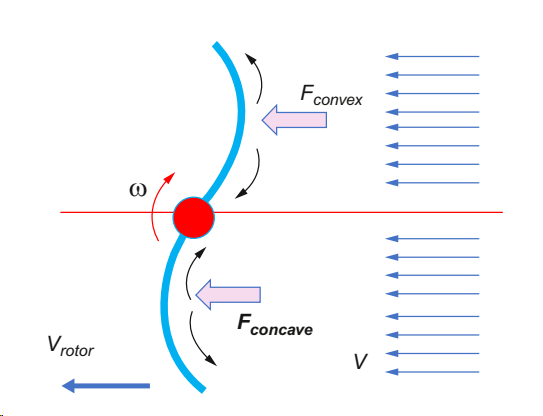 F_convex
ω
F_concave
V_rotor
V